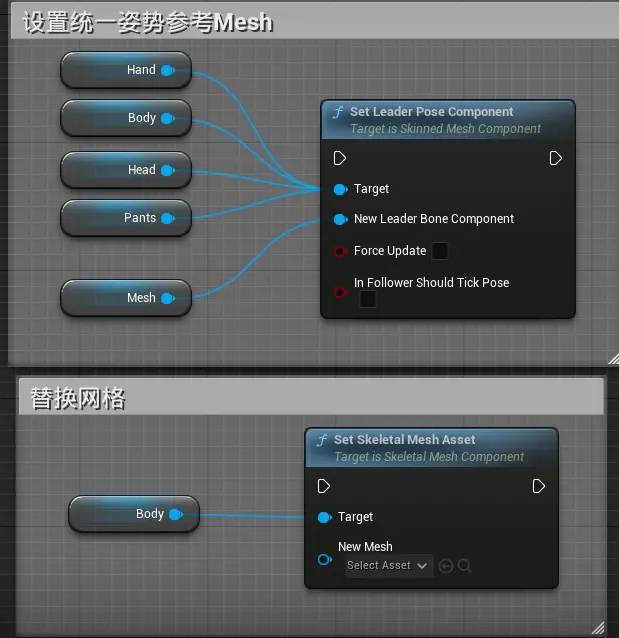 设置统一姿势参考Mesh
Hand
Body
Head
Pants
Mesh
f Set Leader Pose Component
Target is Skinned Mesh Component
Target
New Leader Bone Component
Force Update
In Follower Should Tick Pose
替换网格
Body
f Set Skeletal Mesh Asset
Target is Skeletal Mesh Component
Target
New Mesh
Select Asset